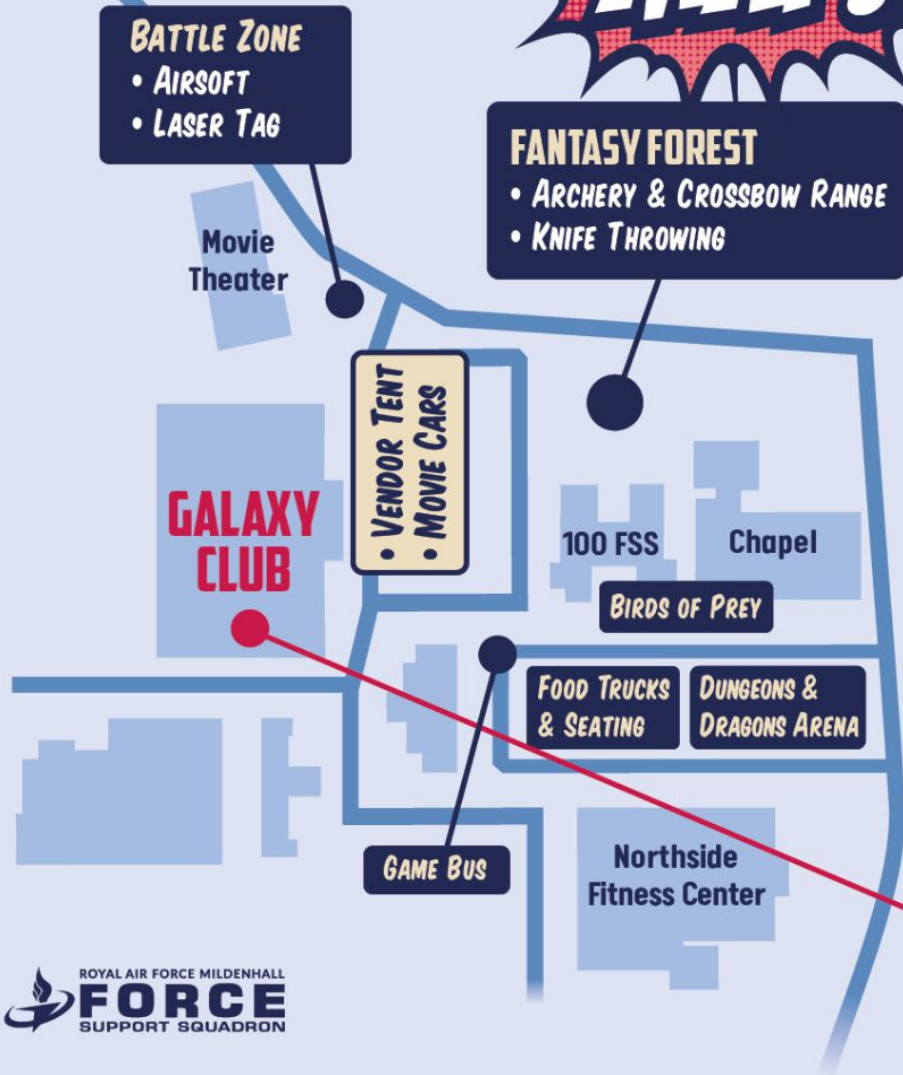 BATTLE ZONE
• AIRSOFT
• LASER TAG
FANTASY FOREST
• ARCHERY & CROSSBOW RANGE
• KNIFE THROWING
Movie
Theater
• VENDOR TENT
• MOVIE CARS
GALAXY
CLUB
100 FSS
Chapel
BIRDS OF PREY
FOOD TRUCKS
& SEATING
DUNGEONS &
DRAGONS ARENA
GAME BUS
Northside
Fitness Center
ROYAL AIR FORCE MILDENHALL
FORCE
SUPPORT SQUADRON